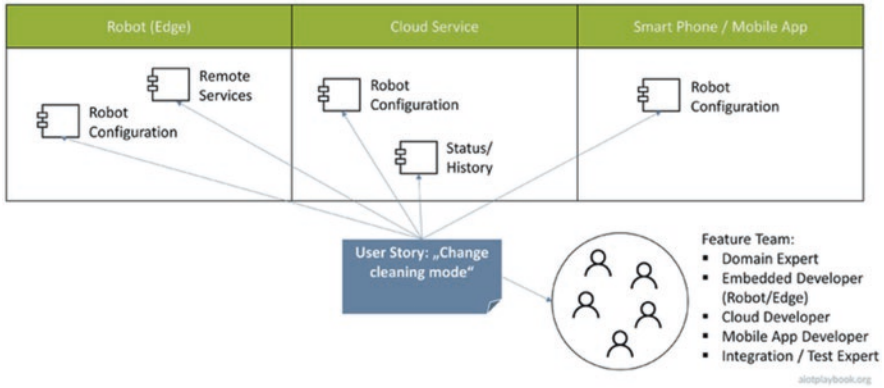 Robot (Edge)
Cloud Service
Smart Phone / Mobile App
Remote
Services
Robot
Configuration
Robot
Configuration
Status/
History
Robot
Configuration
User Story: „Change
cleaning mode“
Feature Team:
▪ Domain Expert
▪ Embedded Developer
(Robot/Edge)
▪ Cloud Developer
▪ Mobile App Developer
▪ Integration / Test Expert
aiotplaybook.org